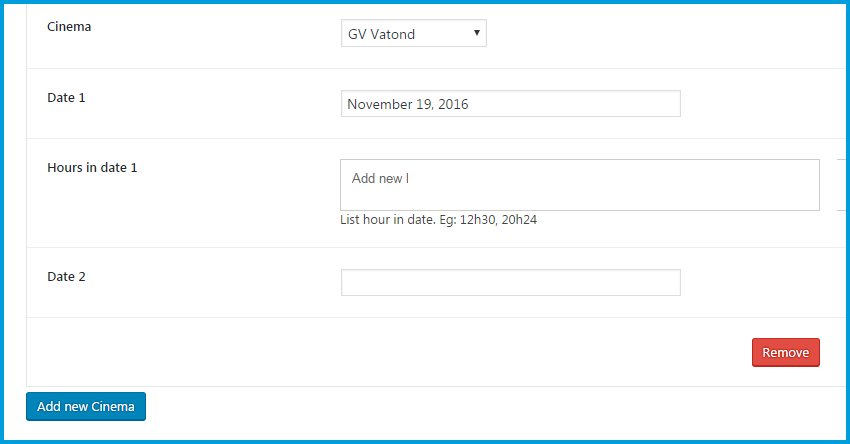 Cinema
GV Vatond
Date 1
November 19, 2016
Hours in date 1
Add new l
List hour in date. Eg: 12h30, 20h24
Date 2
Remove
Add new Cinema